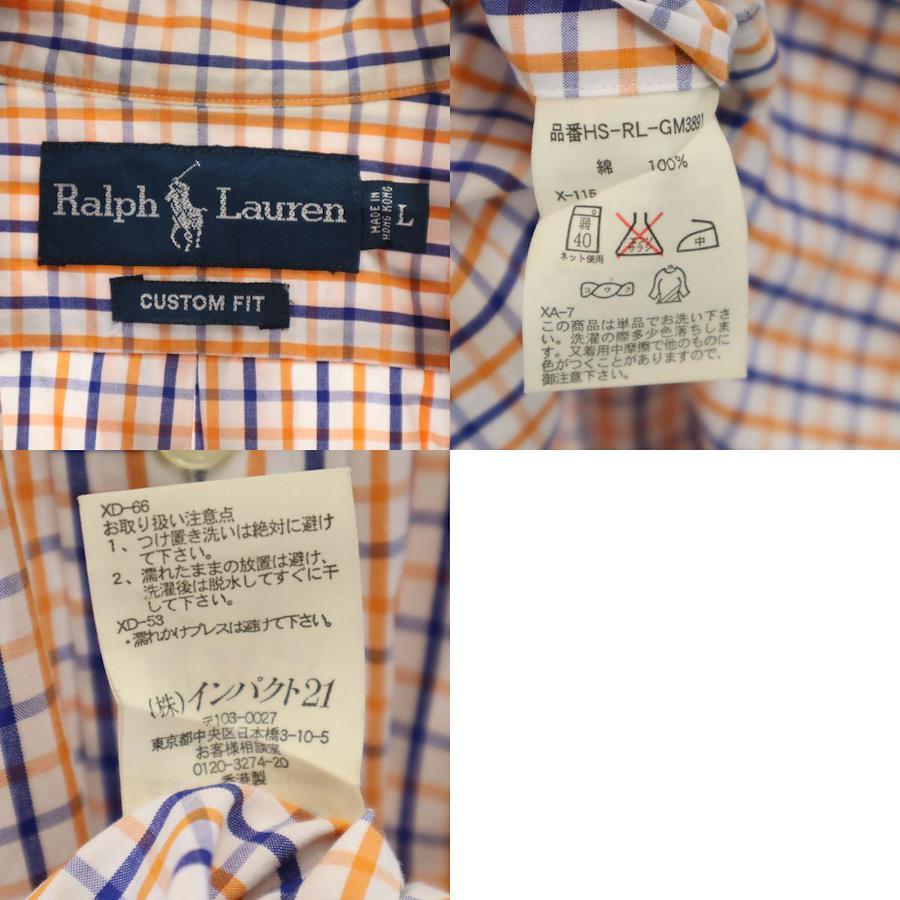 Ralph Lauren
MADE IN
HONG KONG
L
CUSTOM FIT
品番HS-RL-GM3891
綿 100%
X-115
弱
40
ネット使用
エンソ
サラシ
中
ヨワク
XA-7
この商品は単品でお洗い下さ
い。洗濯の際多少色落ちしま
す。又着用中摩擦で他のものに
色がつくことがありますので、
御注意下さい。
XD-66
お取り扱い注意点
1、つけ置き洗いは絶対に避け
て下さい。
2、濡れたままの放置は避け、
洗濯後は脱水してすぐに干
して下さい。
XD-53
・濡れかけプレスは避けて下さい。
(株)インパクト21
〒103-0027
東京都中央区日本橋3-10-5
お客様相談室
0120-3274-20
香港製